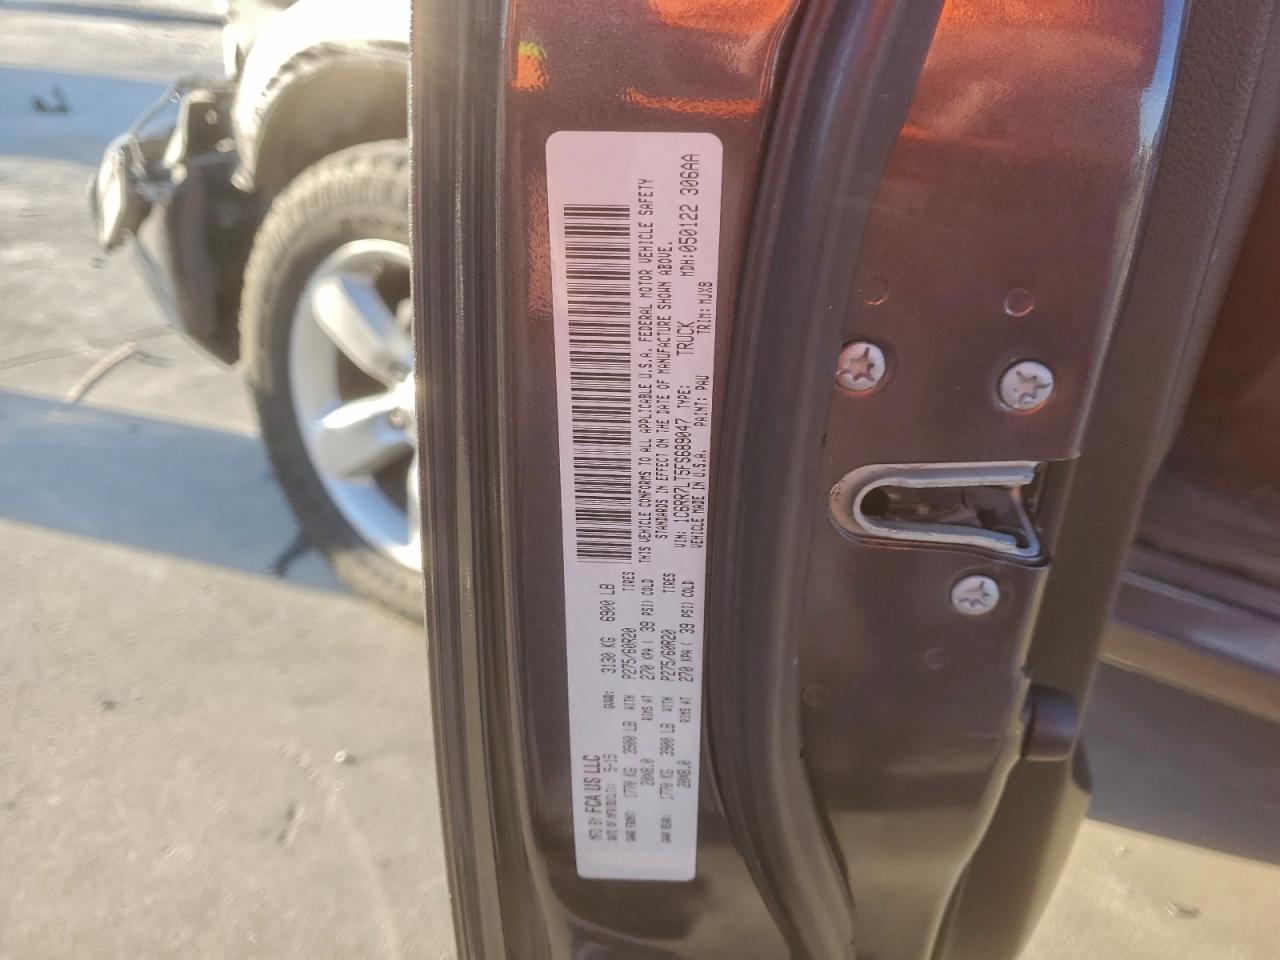 MFD BY: FCA US LLC
DATE OF MFR(BUILT): 5-15 GVWR: 3130 KG 6900 LB
GAWR FRONT: 1770 KG 3900 LB WITH P275/60R20 TIRES
20X8.0 RIMS AT 270 KPA ( 39 PSI) COLD
GAWR REAR: 1770 KG 3900 LB WITH P275/60R20 TIRES
20X8.0 RIMS AT 270 KPA ( 39 PSI) COLD
THIS VEHICLE CONFORMS TO ALL APPLICABLE U.S.A. FEDERAL MOTOR VEHICLE SAFETY
STANDARDS IN EFFECT ON THE DATE OF MANUFACTURE SHOWN ABOVE.
VIN: 1C6RR7LT5FS689047 TYPE: TRUCK MDH:050122 306AA
VEHICLE MADE IN U.S.A. PAINT: PAU TRIM: MJX8